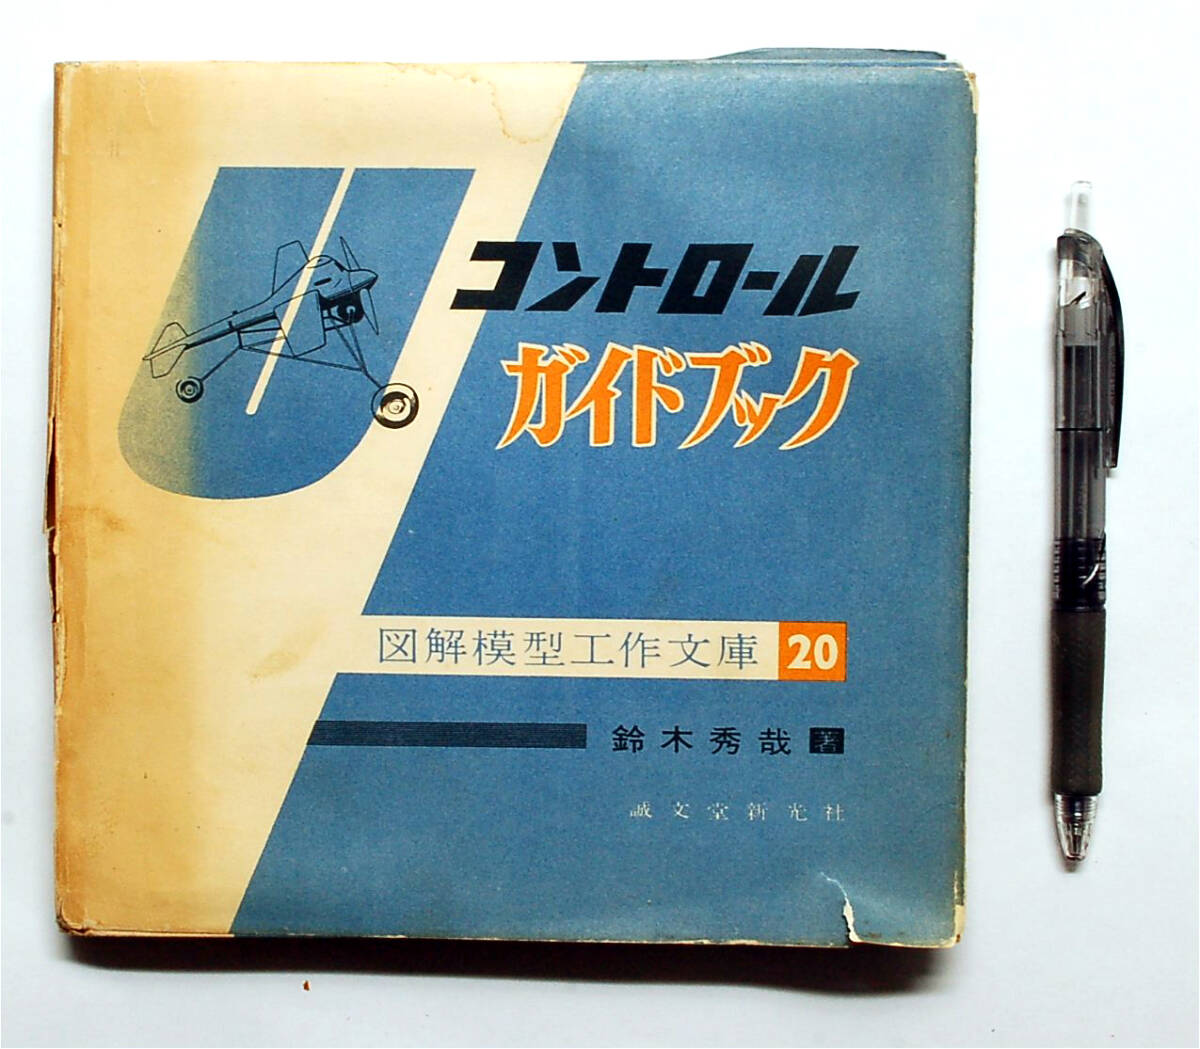 Uコントロール
ガイドブック
図解模型工作文庫 20
鈴木秀哉 著
誠文堂新光社